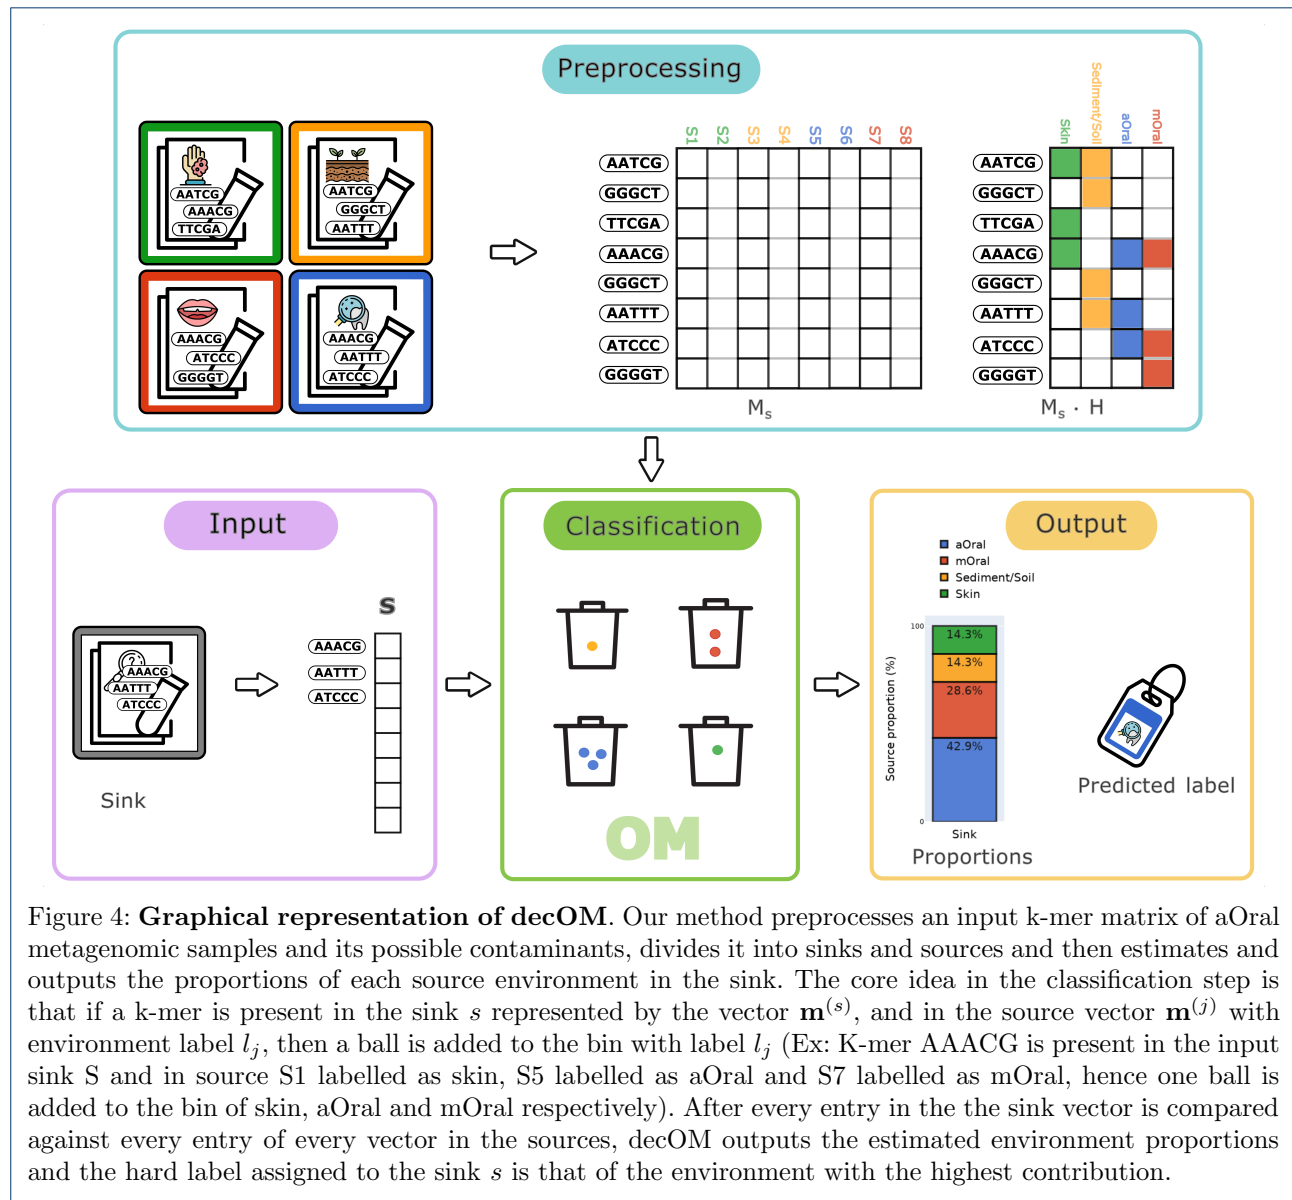 Preprocessing
AATCG
AAACG
TTCGA
AATCG
GGGCT
AATTT
AAACG
ATCCC
GGGGT
AAACG
AATTT
ATCCC
S1 S2 S3 S4 S5 S6 S7 S8
AATCG
GGGCT
TTCGA
AAACG
GGGCT
AATTT
ATCCC
GGGGT
Ms
Skin Sediment/Soil aOral mOral
AATCG
GGGCT
TTCGA
AAACG
GGGCT
AATTT
ATCCC
GGGGT
Ms · H
Input
AAACG
AATTT
ATCCC
Sink
S
AAACG
AATTT
ATCCC
Classification
OM
Output
aOral
mOral
Sediment/Soil
Skin
Source proportion (%)
100
0
14.3%
14.3%
28.6%
42.9%
Sink
Proportions
Predicted label
Figure 4: Graphical representation of decOM. Our method preprocesses an input k-mer matrix of aOral
metagenomic samples and its possible contaminants, divides it into sinks and sources and then estimates and
outputs the proportions of each source environment in the sink. The core idea in the classification step is
that if a k-mer is present in the sink s represented by the vector m(s), and in the source vector m(j) with
environment label lj, then a ball is added to the bin with label lj (Ex: K-mer AAACG is present in the input
sink S and in source S1 labelled as skin, S5 labelled as aOral and S7 labelled as mOral, hence one ball is
added to the bin of skin, aOral and mOral respectively). After every entry in the the sink vector is compared
against every entry of every vector in the sources, decOM outputs the estimated environment proportions
and the hard label assigned to the sink s is that of the environment with the highest contribution.